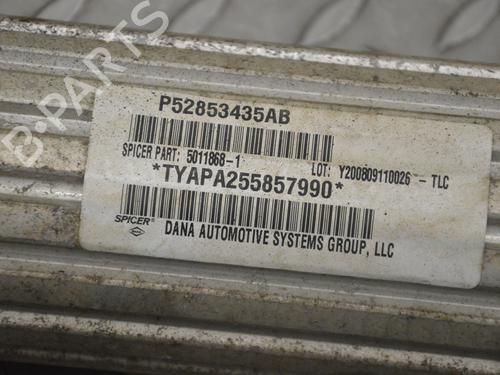 B-PARTS
P52853435AB
SPICER PART: 5011868-1 LOT: Y200809110026 - TLC
*TYAPA255857990*
SPICER®
DANA AUTOMOTIVE SYSTEMS GROUP, LLC